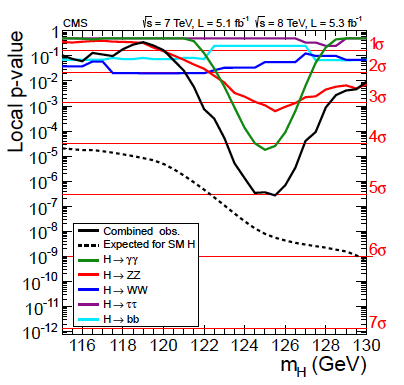 CMS √s = 7 TeV, L = 5.1 fb⁻¹ √s = 8 TeV, L = 5.3 fb⁻¹
Local p-value
1
10⁻¹
10⁻²
10⁻³
10⁻⁴
10⁻⁵
10⁻⁶
10⁻⁷
10⁻⁸
10⁻⁹
10⁻¹⁰
10⁻¹¹
10⁻¹²
1σ
2σ
3σ
4σ
5σ
6σ
7σ
Combined obs.
Expected for SM H
H → γγ
H → ZZ
H → WW
H → ττ
H → bb
116 118 120 122 124 126 128 130
m_H (GeV)